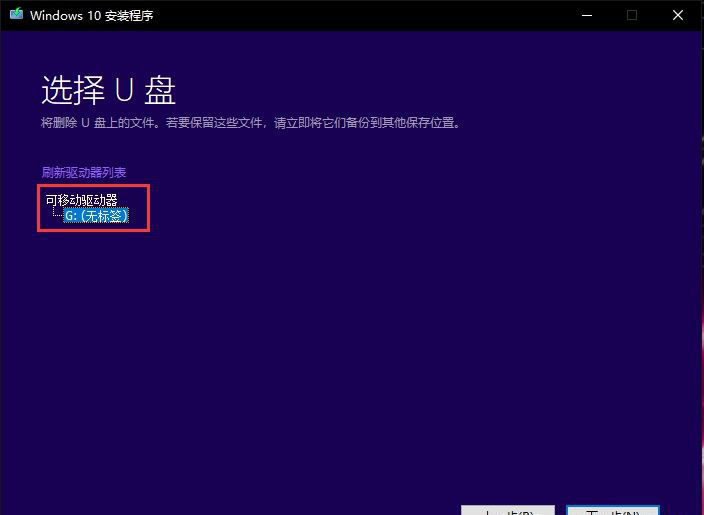 Windows 10 安装程序
选择 U 盘
将删除 U 盘上的文件。若要保留这些文件，请立即将它们备份到其他保存位置。
刷新驱动器列表
可移动驱动器
G: (无标签)
上一步(P) 下一步(N)